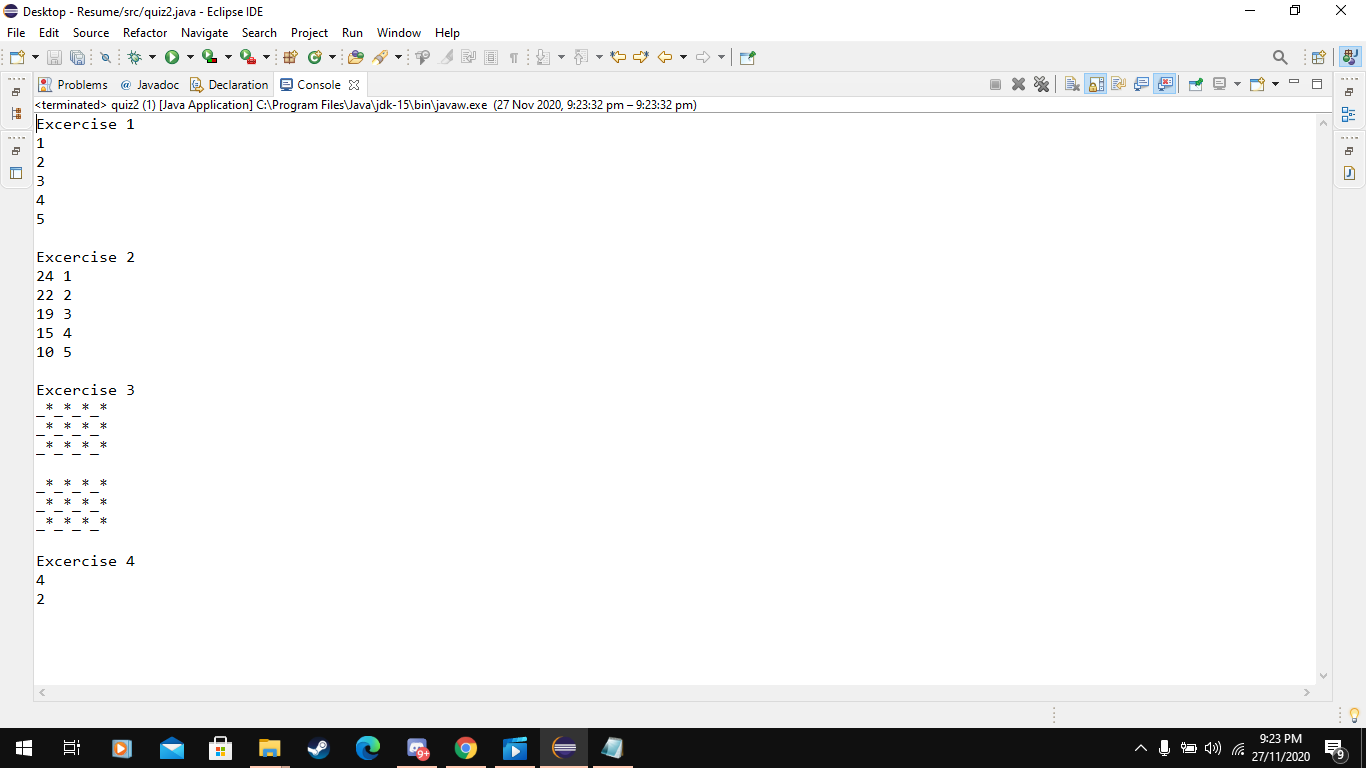 Desktop - Resume/src/quiz2.java - Eclipse IDE
File Edit Source Refactor Navigate Search Project Run Window Help
Problems @ Javadoc Declaration Console
<terminated> quiz2 (1) [Java Application] C:\Program Files\Java\jdk-15\bin\javaw.exe (27 Nov 2020, 9:23:32 pm – 9:23:32 pm)
Excercise 1
1
2
3
4
5
Excercise 2
24 1
22 2
19 3
15 4
10 5
Excercise 3
_*_*_*_*
_*_*_*_*
_*_*_*_*
_*_*_*_*
_*_*_*_*
_*_*_*_*
Excercise 4
4
2
9+
9:23 PM
27/11/2020
9